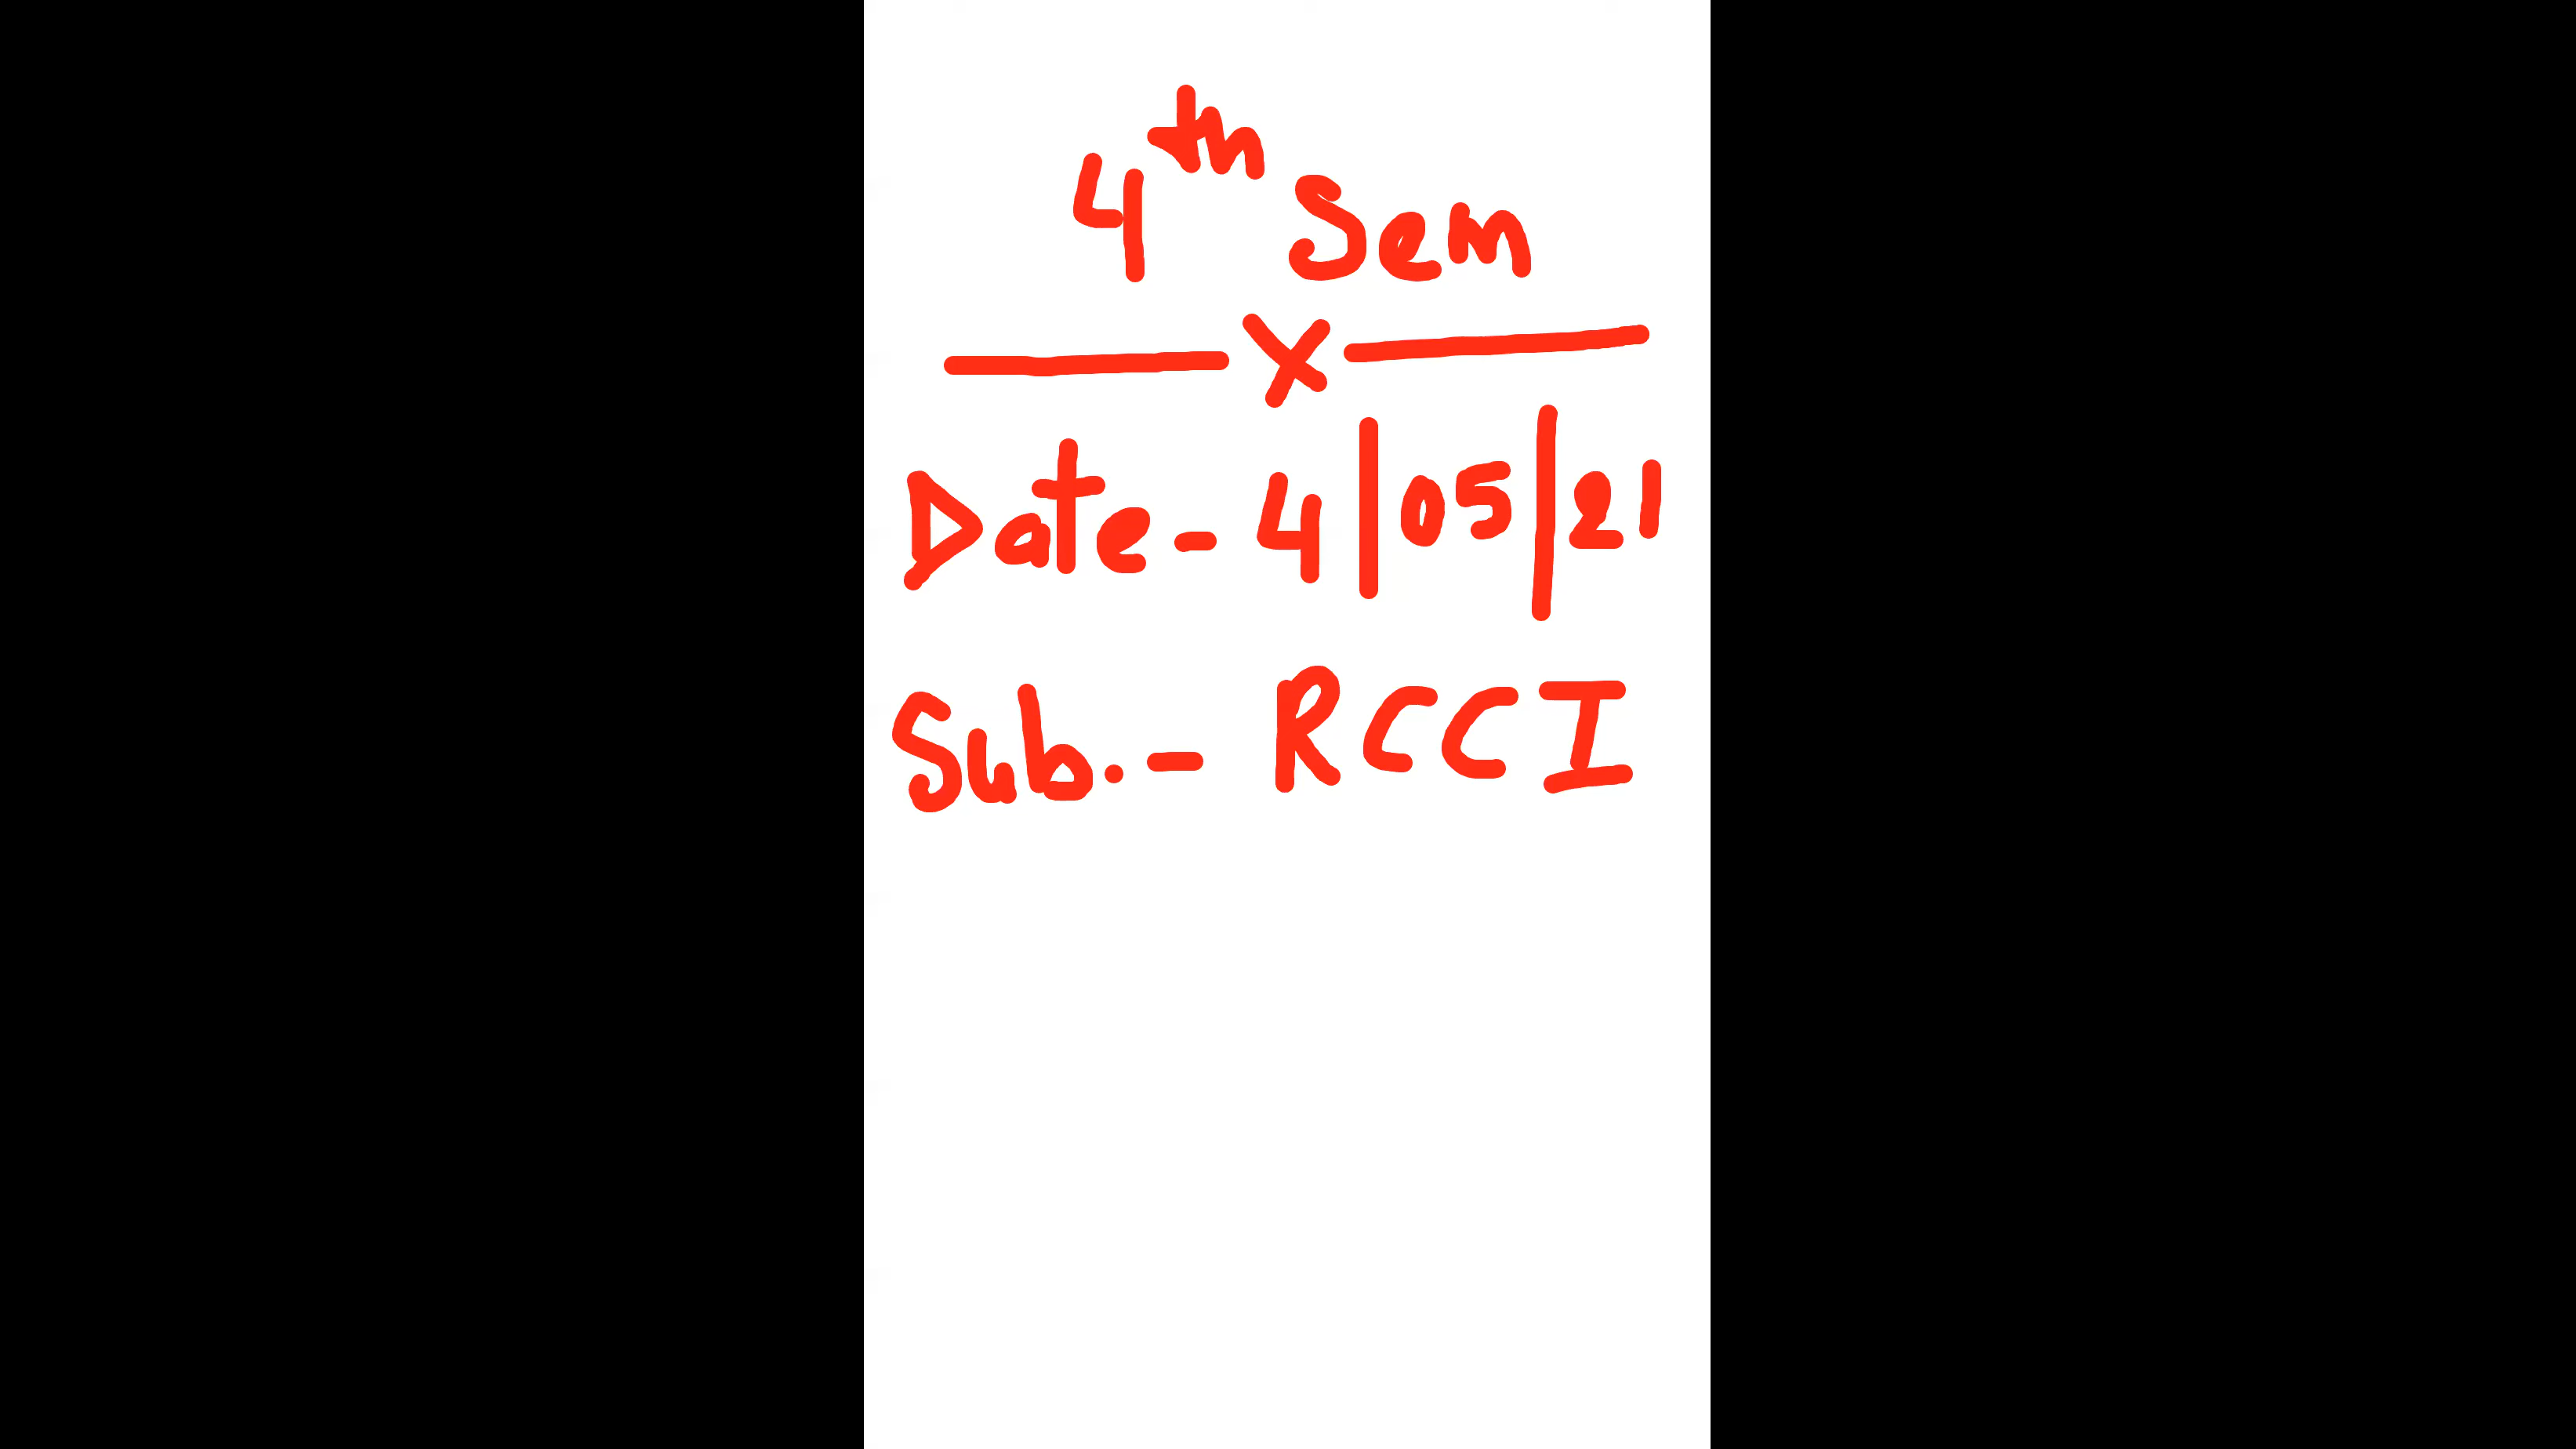 4th Sem
— x —
Date - 4/05/21
Sub. - RCCI